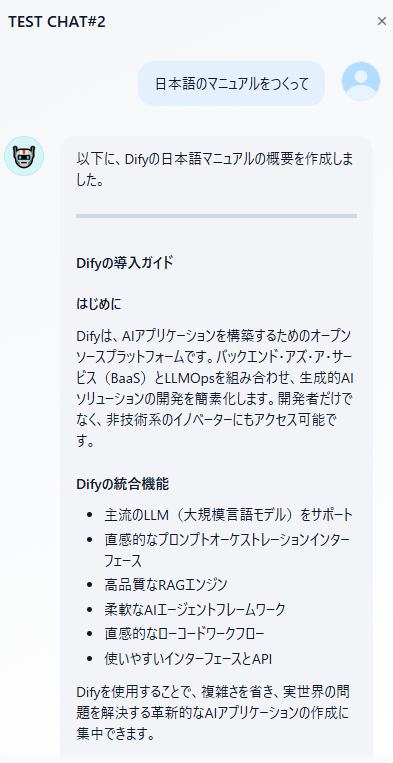 TEST CHAT#2
×
日本語のマニュアルをつくって
以下に、Difyの日本語マニュアルの概要を作成しま
した。
Difyの導入ガイド
はじめに
Difyは、AIアプリケーションを構築するためのオープン
ソースプラットフォームです。バックエンド・アズ・ア・サー
ビス（BaaS）とLLMOpsを組み合わせ、生成的AI
ソリューションの開発を簡素化します。開発者だけで
なく、非技術系のイノベーターにもアクセス可能で
す。
Difyの統合機能
• 主流のLLM（大規模言語モデル）をサポート
• 直感的なプロンプトオーケストレーションインター
フェース
• 高品質なRAGエンジン
• 柔軟なAIエージェントフレームワーク
• 直感的なローコードワークフロー
• 使いやすいインターフェースとAPI
Difyを使用することで、複雑さを省き、実世界の問
題を解決する革新的なAIアプリケーションの作成に
集中できます。